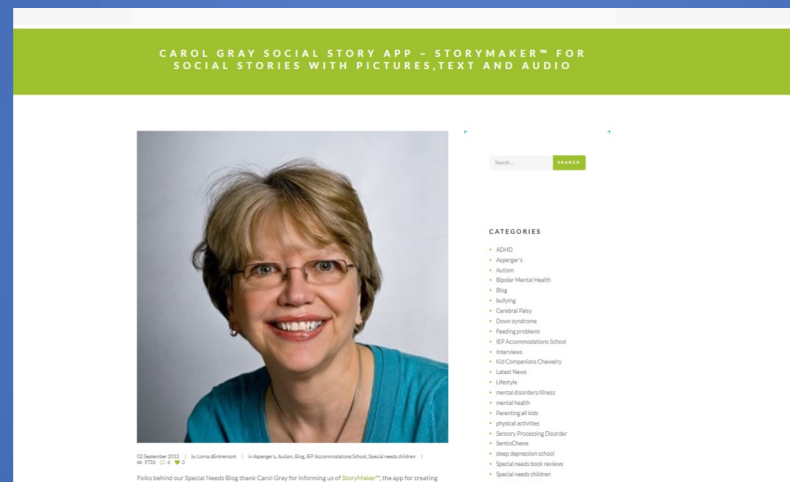 CAROL GRAY SOCIAL STORY APP – STORYMAKER™ FOR
SOCIAL STORIES WITH PICTURES,TEXT AND AUDIO
Search...
SEARCH
CATEGORIES
ADHD
Asperger's
Autism
Bipolar Mental Health
Blog
bullying
Cerebral Palsy
Down syndrome
Feeding problems
IEP Accommodations School
Interviews
Kid Companions Chewelry
Latest News
Lifestyle
mental disorders/illness
mental health
Parenting all kids
physical activities
Sensory Processing Disorder
SentioChews
sleep depression school
Special needs book reviews
Special needs children
September | by Lorna d'Entremont | in Asperger's, Autism, Blog, IEP Accommodations School, Special needs children |
6 0
Folks behind our Special Needs Blog thank Carol Gray for informing us of StoryMaker™, the app for creating